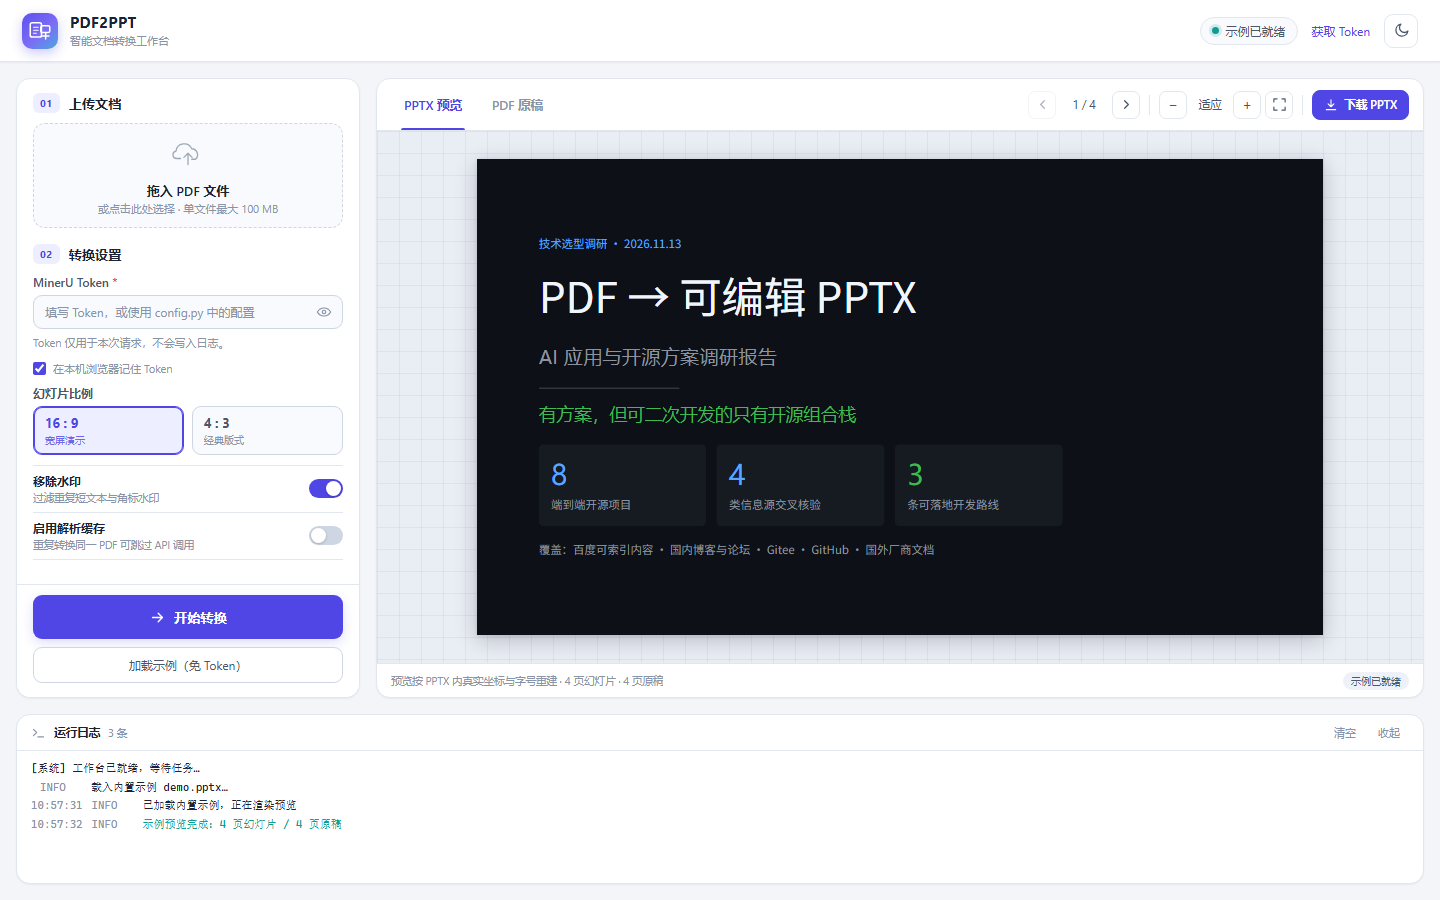 PDF2PPT
智能文档转换工作台
示例已就绪
获取 Token
01 上传文档
拖入 PDF 文件
或点击此处选择 · 单文件最大 100 MB
02 转换设置
MinerU Token *
填写 Token，或使用 config.py 中的配置
Token 仅用于本次请求，不会写入日志。
在本机浏览器记住 Token
幻灯片比例
16 : 9
宽屏演示
4 : 3
经典版式
移除水印
过滤重复短文本与角标水印
启用解析缓存
重复转换同一 PDF 可跳过 API 调用
开始转换
加载示例（免 Token）
PPTX 预览
PDF 原稿
1 / 4
− 适应 +
下载 PPTX
技术选型调研 • 2026.11.13
PDF → 可编辑 PPTX
AI 应用与开源方案调研报告
有方案，但可二次开发的只有开源组合栈
8
端到端开源项目
4
类信息源交叉核验
3
条可落地开发路线
覆盖：百度可索引内容 • 国内博客与论坛 • Gitee • GitHub • 国外厂商文档
预览按 PPTX 内真实坐标与字号重建 · 4 页幻灯片 · 4 页原稿
示例已就绪
运行日志 3 条
清空
收起
[系统] 工作台已就绪，等待任务…
INFO 载入内置示例 demo.pptx…
10:57:31 INFO 已加载内置示例，正在渲染预览
10:57:32 INFO 示例预览完成：4 页幻灯片 / 4 页原稿